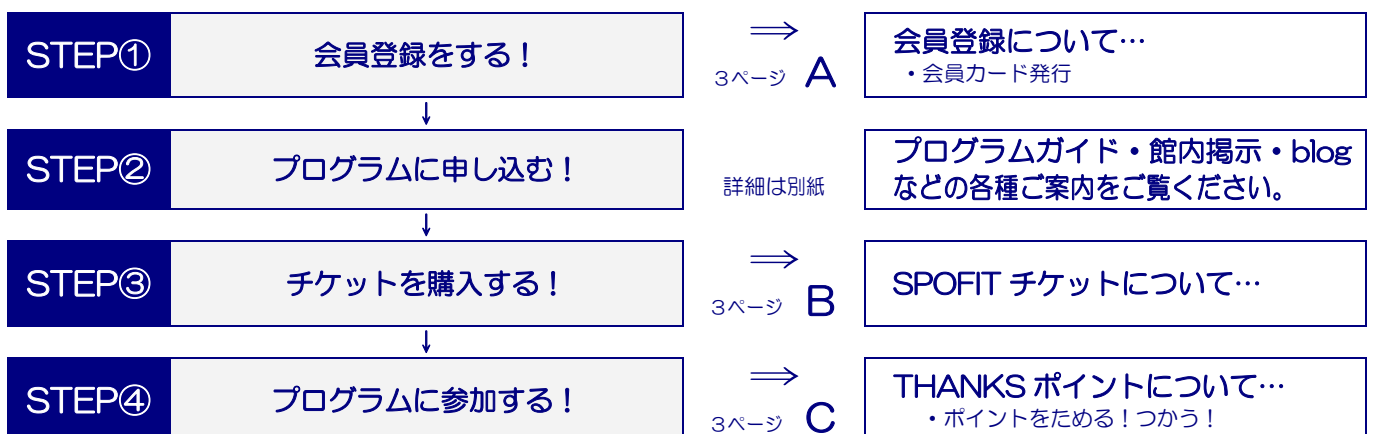 STEP① 会員登録をする! ⇒ 会員登録について…
3ページ A ・会員カード発行
↓
STEP② プログラムに申し込む! 詳細は別紙 プログラムガイド・館内掲示・blog
などの各種ご案内をご覧ください。
↓
STEP③ チケットを購入する! ⇒ SPOFIT チケットについて…
3ページ B
↓
STEP④ プログラムに参加する! ⇒ THANKS ポイントについて…
3ページ C ・ポイントをためる!つかう!